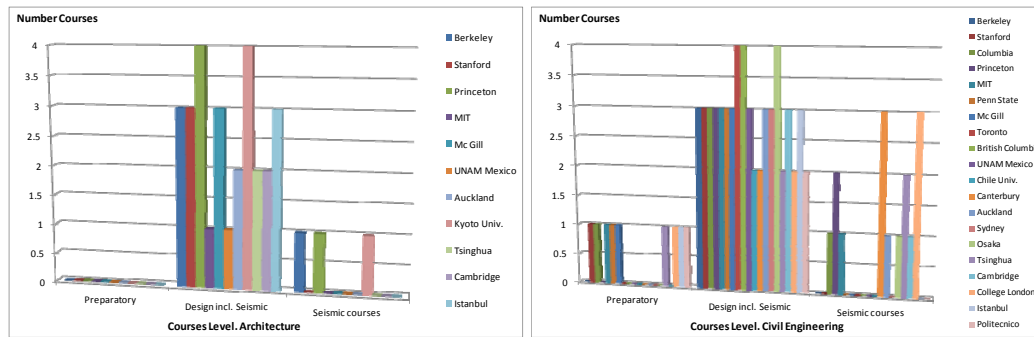 Number Courses
4
3.5
3
2.5
2
1.5
1
0.5
0
Preparatory
Design incl. Seismic
Seismic courses
Courses Level. Architecture
Berkeley
Stanford
Princeton
MIT
Mc Gill
UNAM Mexico
Auckland
Kyoto Univ.
Tsinghua
Cambridge
Istanbul
Number Courses
4
3.5
3
2.5
2
1.5
1
0.5
0
Preparatory
Design incl. Seismic
Seismic courses
Courses Level. Civil Engineering
Berkeley
Stanford
Columbia
Princeton
MIT
Penn State
Mc Gill
Toronto
British Columbi
UNAM Mexico
Chile Univ.
Canterbury
Auckland
Sydney
Osaka
Tsinghua
Cambridge
College London
Istanbul
Politecnico